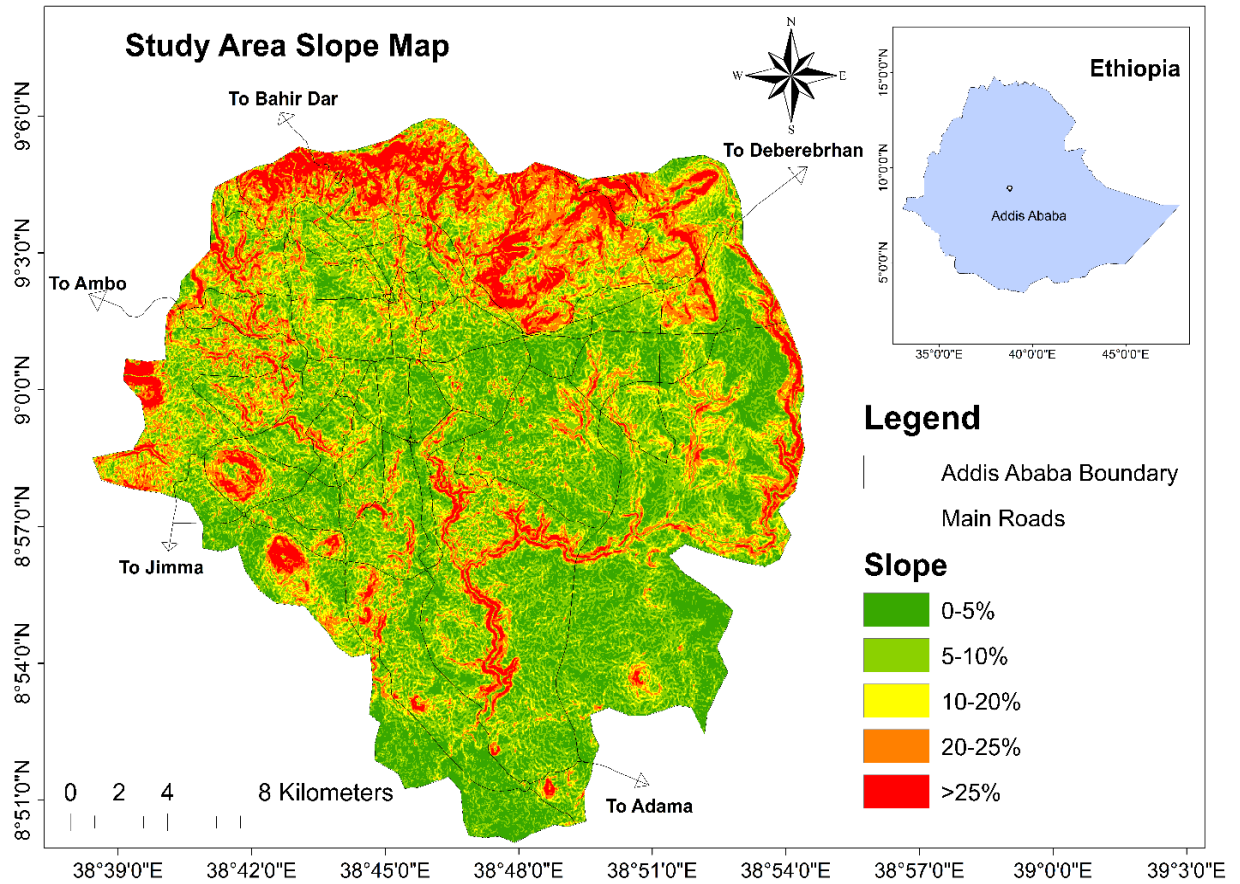 Study Area Slope Map
N
W
E
S
To Bahir Dar
To Deberebrhan
To Ambo
To Jimma
To Adama
9°6'0"N
9°3'0"N
9°0'0"N
8°57'0"N
8°54'0"N
8°51'0"N
0 2 4 8 Kilometers
38°39'0"E 38°42'0"E 38°45'0"E 38°48'0"E 38°51'0"E 38°54'0"E 38°57'0"E 39°0'0"E 39°3'0"E
Ethiopia
15°0'0"N
10°0'0"N
5°0'0"N
Addis Ababa
35°0'0"E 40°0'0"E 45°0'0"E
Legend
Addis Ababa Boundary
Main Roads
Slope
0-5%
5-10%
10-20%
20-25%
>25%